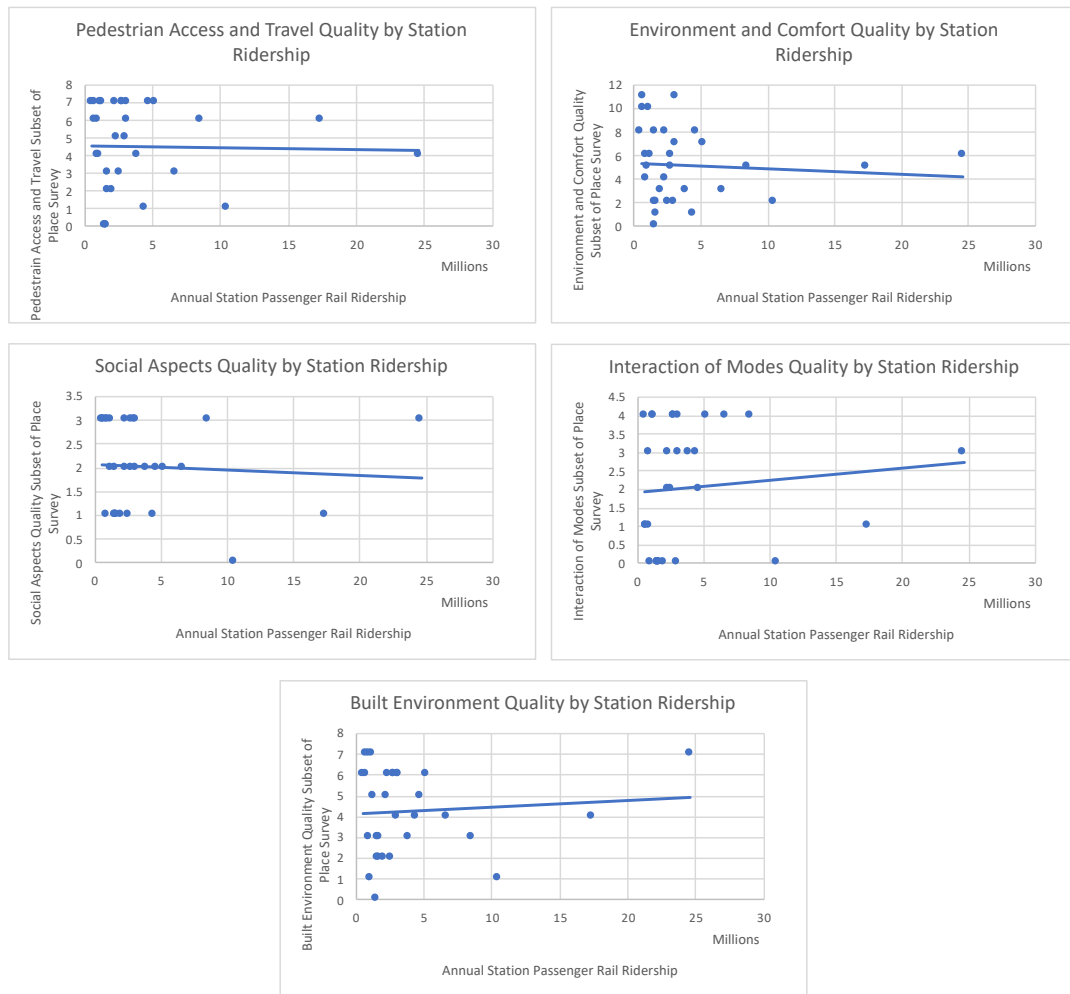 Pedestrian Access and Travel Quality by Station
Ridership
Pedestrain Access and Travel Subset of
Place Surevy
8
7
6
5
4
3
2
1
0
0 5 10 15 20 25 30
Millions
Annual Station Passenger Rail Ridership
Environment and Comfort Quality by Station
Ridership
Environment and Comfort Quality
Subset of Place Survey
12
10
8
6
4
2
0
0 5 10 15 20 25 30
Millions
Annual Station Passenger Rail Ridership
Social Aspects Quality by Station Ridership
Social Aspects Quality Subset of Place
Survey
3.5
3
2.5
2
1.5
1
0.5
0
0 5 10 15 20 25 30
Millions
Annual Station Passenger Rail Ridership
Interaction of Modes Quality by Station Ridership
Interaction of Modes Subset of Place
Survey
4.5
4
3.5
3
2.5
2
1.5
1
0.5
0
0 5 10 15 20 25 30
Millions
Annual Station Passenger Rail Ridership
Built Environment Quality by Station Ridership
Built Environment Quality Subset of
Place Survey
8
7
6
5
4
3
2
1
0
0 5 10 15 20 25 30
Millions
Annual Station Passenger Rail Ridership